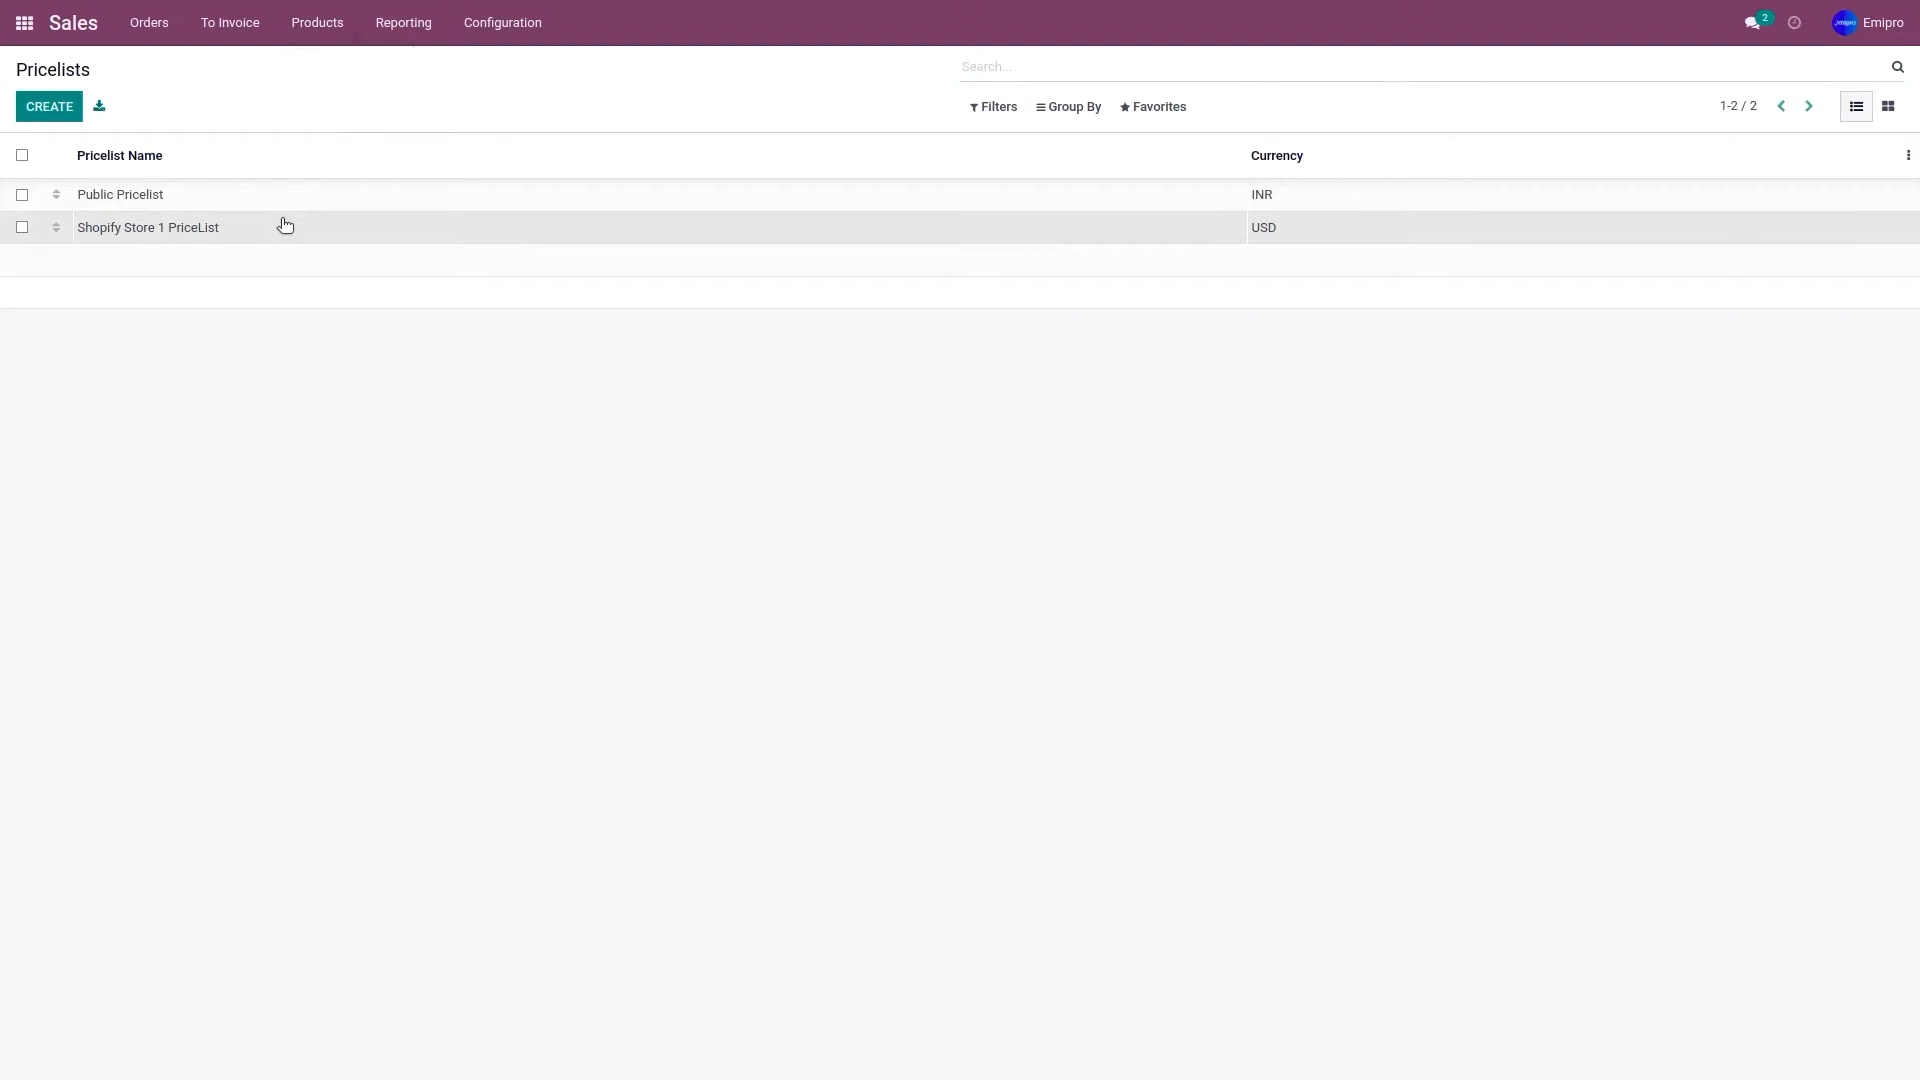 Sales Orders To Invoice Products Reporting Configuration 2 Emipro
Pricelists Search...
CREATE Filters Group By Favorites 1-2 / 2
Pricelist Name Currency
Public Pricelist INR
Shopify Store 1 PriceList USD